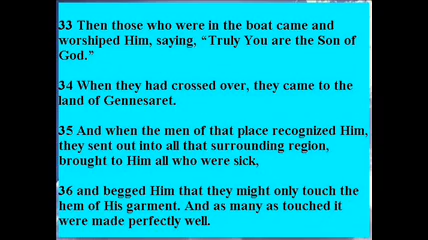 33 Then those who were in the boat came and
worshiped Him, saying, “Truly You are the Son of
God.”
34 When they had crossed over, they came to the
land of Gennesaret.
35 And when the men of that place recognized Him,
they sent out into all that surrounding region,
brought to Him all who were sick,
36 and begged Him that they might only touch the
hem of His garment. And as many as touched it
were made perfectly well.